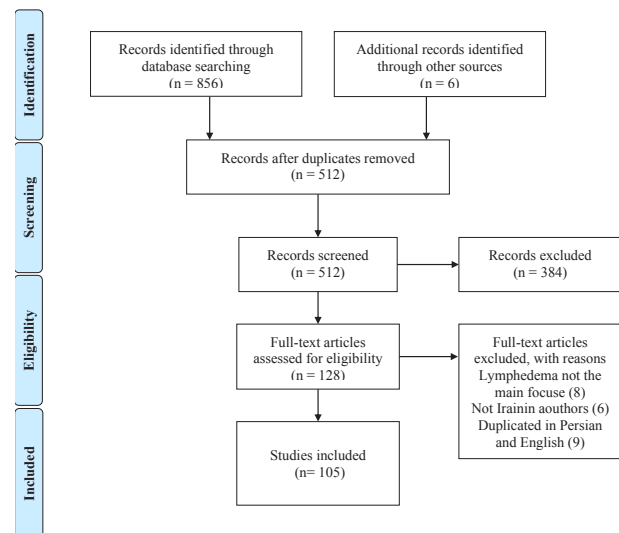 Identification
Records identified through
database searching
(n = 856)
Additional records identified
through other sources
(n = 6)
Screening
Records after duplicates removed
(n = 512)
Records screened
(n = 512)
Records excluded
(n = 384)
Eligibility
Full-text articles
assessed for eligibility
(n = 128)
Full-text articles
excluded, with reasons
Lymphedema not the
main focuse (8)
Not Irainin aouthors (6)
Duplicated in Persian
and English (9)
Included
Studies included
(n= 105)